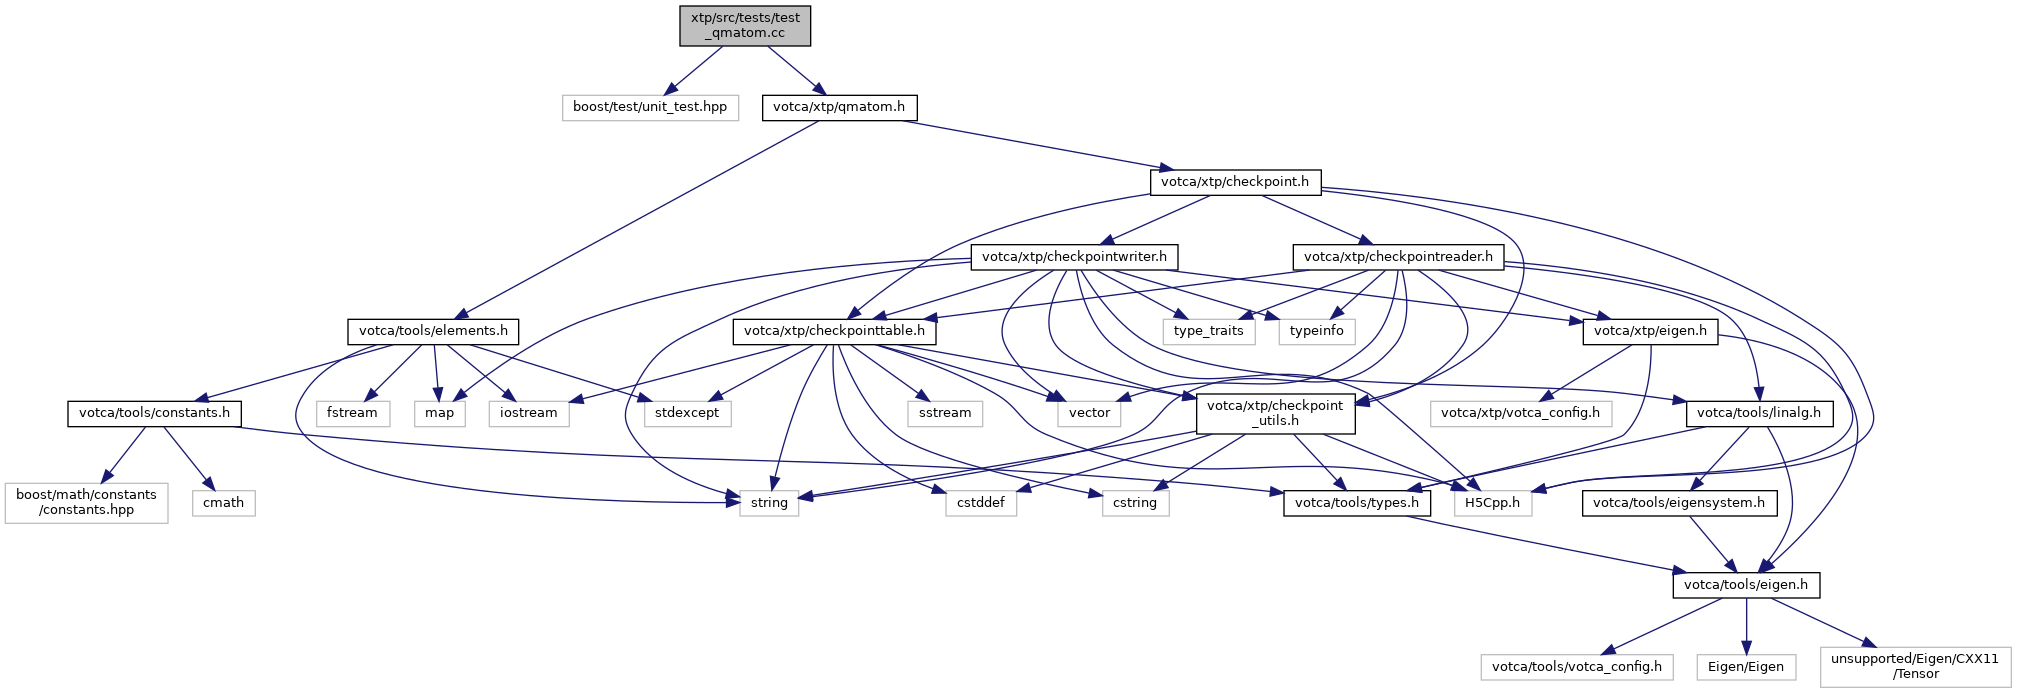 xtp/src/tests/test
_qmatom.cc
boost/test/unit_test.hpp
votca/xtp/qmatom.h
votca/xtp/checkpoint.h
votca/xtp/checkpointwriter.h
votca/xtp/checkpointreader.h
votca/tools/elements.h
votca/xtp/checkpointtable.h
type_traits
typeinfo
votca/xtp/eigen.h
votca/tools/constants.h
fstream
map
iostream
stdexcept
sstream
vector
votca/xtp/checkpoint
_utils.h
votca/xtp/votca_config.h
votca/tools/linalg.h
boost/math/constants
/constants.hpp
cmath
string
cstddef
cstring
votca/tools/types.h
H5Cpp.h
votca/tools/eigensystem.h
votca/tools/eigen.h
votca/tools/votca_config.h
Eigen/Eigen
unsupported/Eigen/CXX11
/Tensor